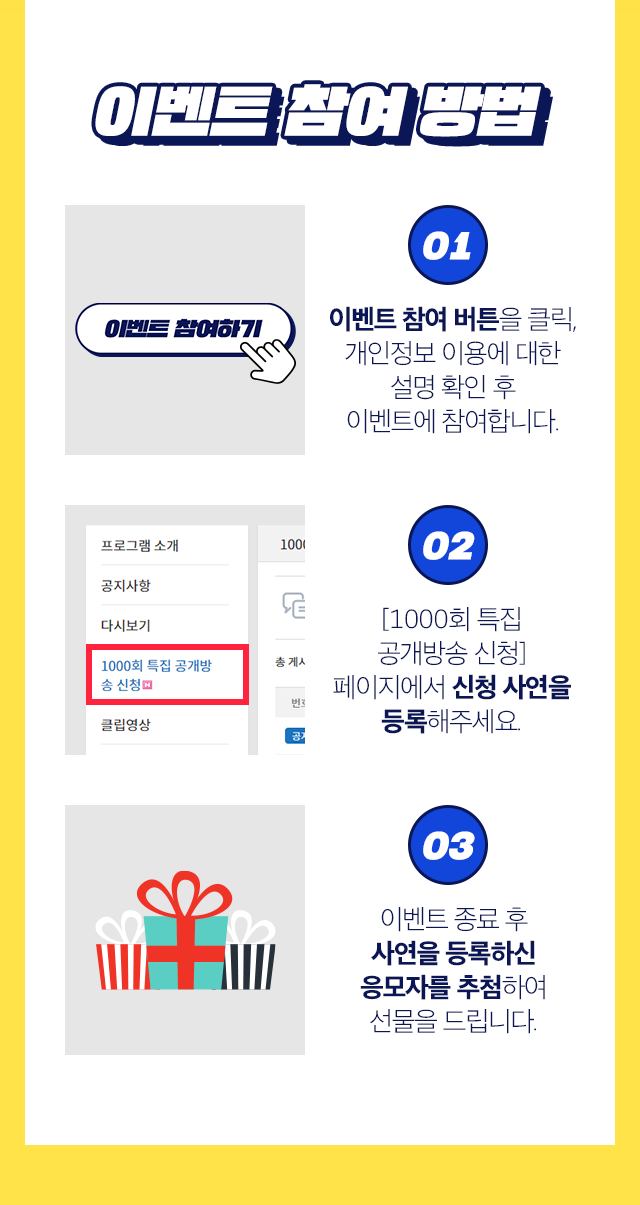 이벤트 참여 방법
이벤트 참여하기
01
이벤트 참여 버튼을 클릭,
개인정보 이용에 대한
설명 확인 후
이벤트에 참여합니다.
프로그램 소개
공지사항
다시보기
1000회 특집 공개방
송 신청 N
클립영상
1000
총 게시
번호
공지
02
[1000회 특집
공개방송 신청]
페이지에서 신청 사연을
등록해주세요.
03
이벤트 종료 후
사연을 등록하신
응모자를 추첨하여
선물을 드립니다.